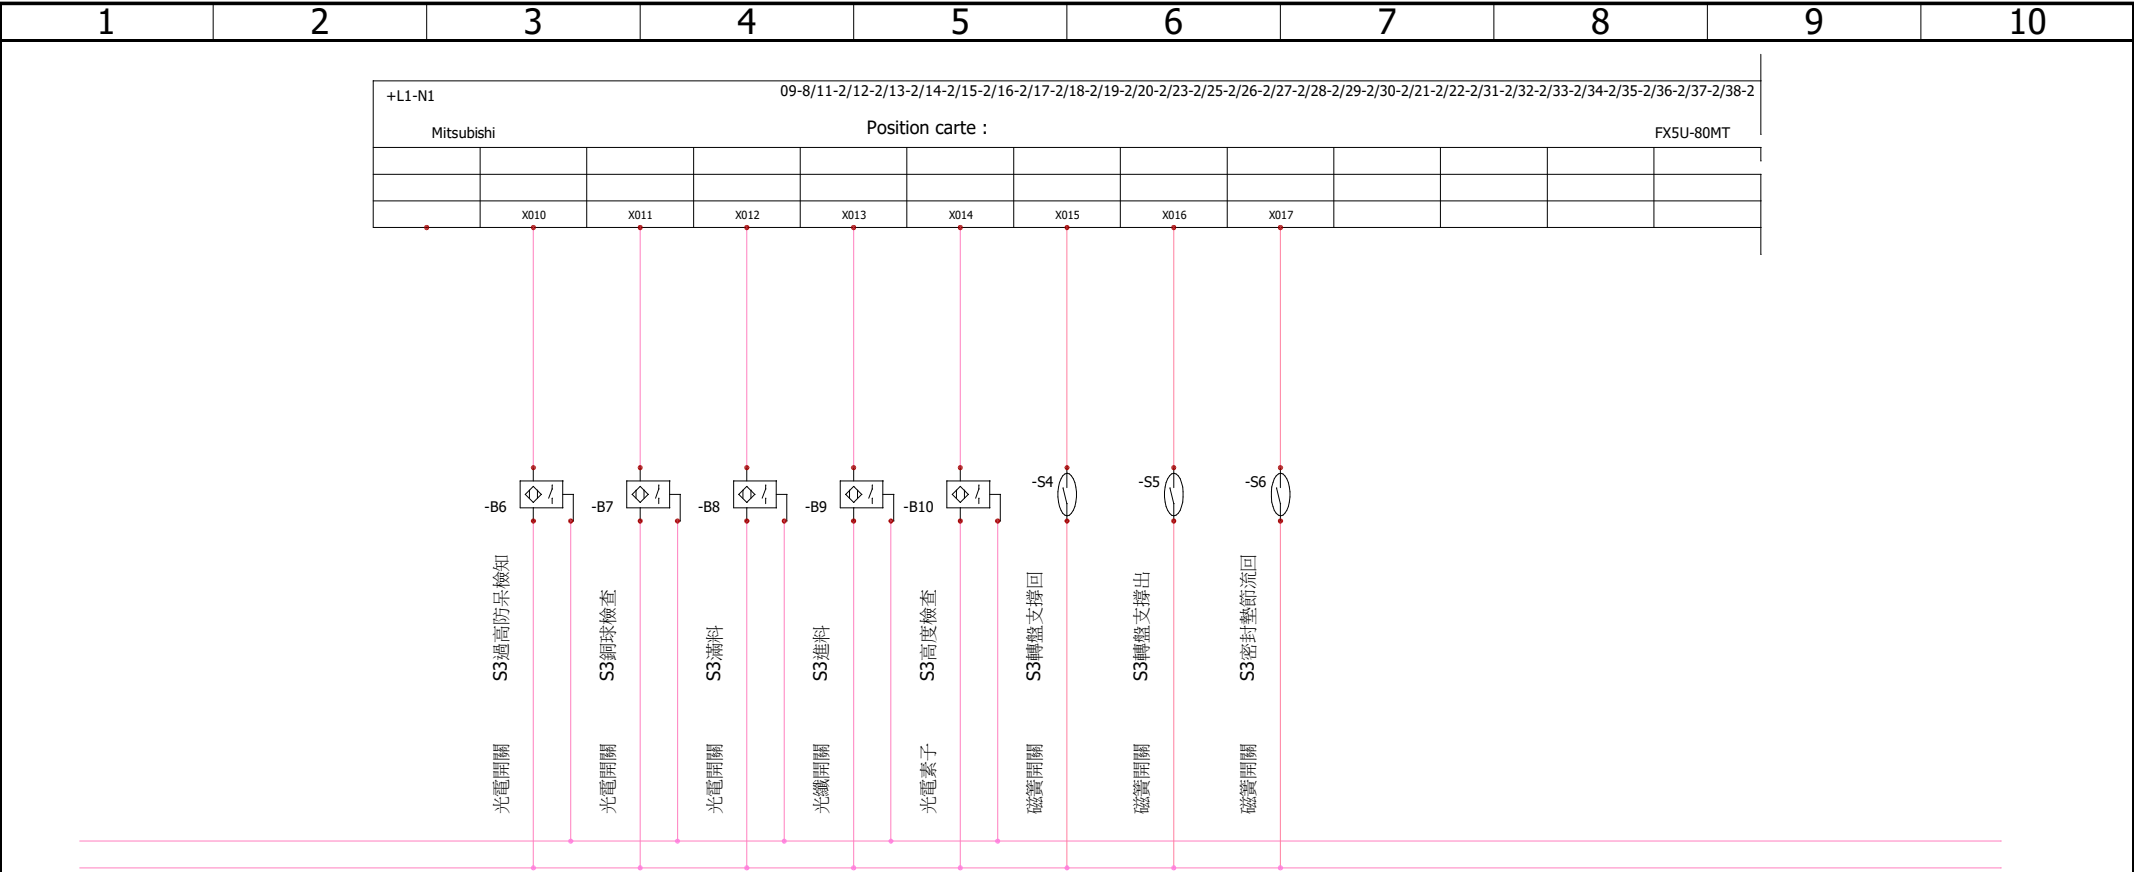 1 2 3 4 5 6 7 8 9 10
+L1-N1 09-8/11-2/12-2/13-2/14-2/15-2/16-2/17-2/18-2/19-2/20-2/23-2/25-2/26-2/27-2/28-2/29-2/30-2/21-2/22-2/31-2/32-2/33-2/34-2/35-2/36-2/37-2/38-2
Mitsubishi Position carte : FX5U-80MT
X010 X011 X012 X013 X014 X015 X016 X017
-B6 -B7 -B8 -B9 -B10 -S4 -S5 -S6
S3過高防呆檢知
S3銅球檢查
S3滿料
S3進料
S3高度檢查
S3轉盤支撐回
S3轉盤支撐出
S3密封墊節流回
光電開關
光電開關
光電開關
光纖開關
光電素子
磁簧開關
磁簧開關
磁簧開關